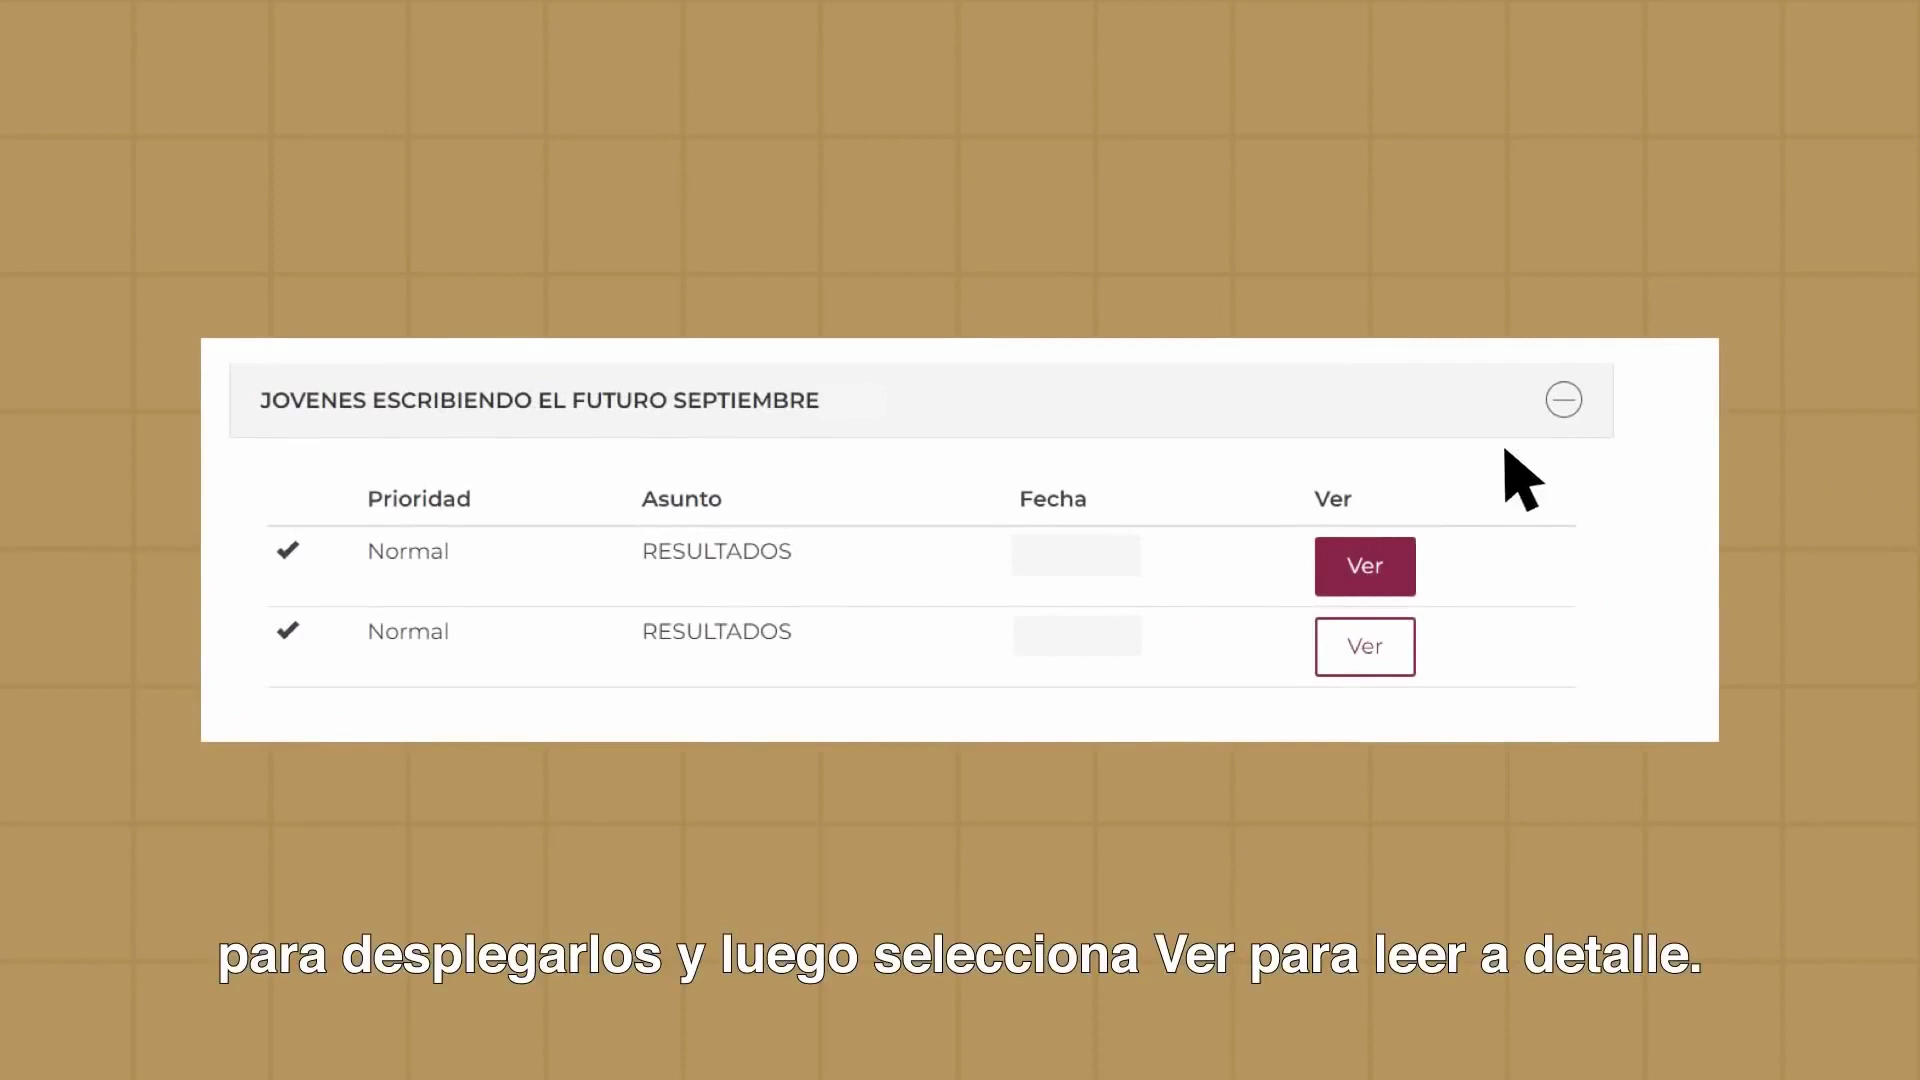 JOVENES ESCRIBIENDO EL FUTURO SEPTIEMBRE
Prioridad Asunto Fecha Ver
Normal RESULTADOS Ver
Normal RESULTADOS Ver
para desplegarlos y luego selecciona Ver para leer a detalle.